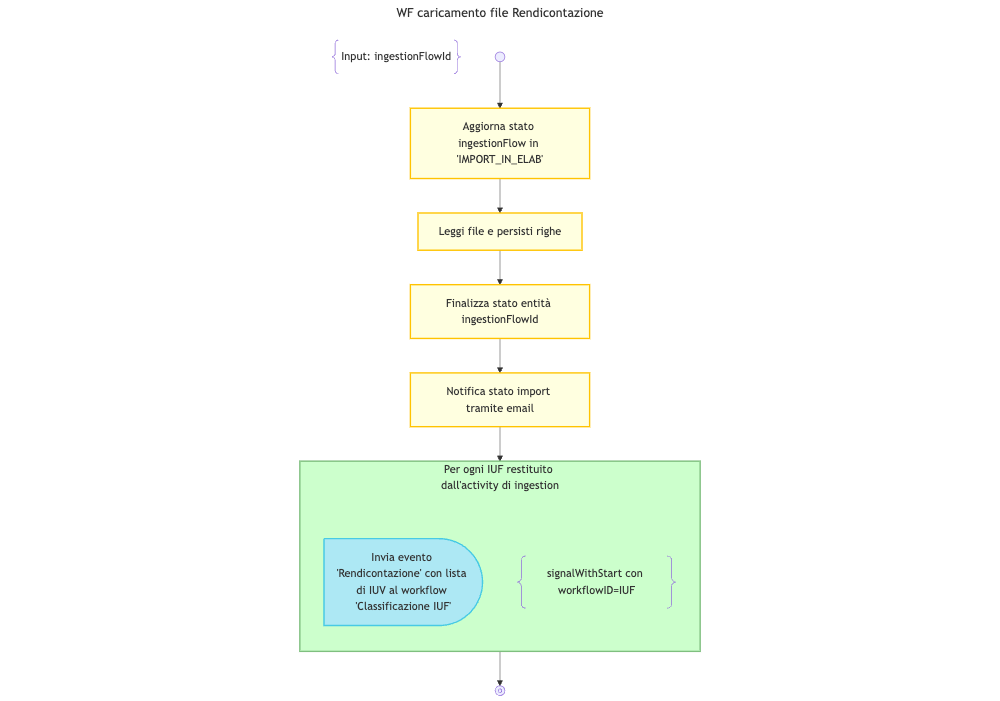 WF caricamento file Rendicontazione
Input: ingestionFlowId
Aggiorna stato
ingestionFlow in
'IMPORT_IN_ELAB'
Leggi file e persisti righe
Finalizza stato entità
ingestionFlowId
Notifica stato import
tramite email
Per ogni IUF restituito
dall'activity di ingestion
Invia evento
'Rendicontazione' con lista
di IUV al workflow
'Classificazione IUF'
signalWithStart con
workflowID=IUF